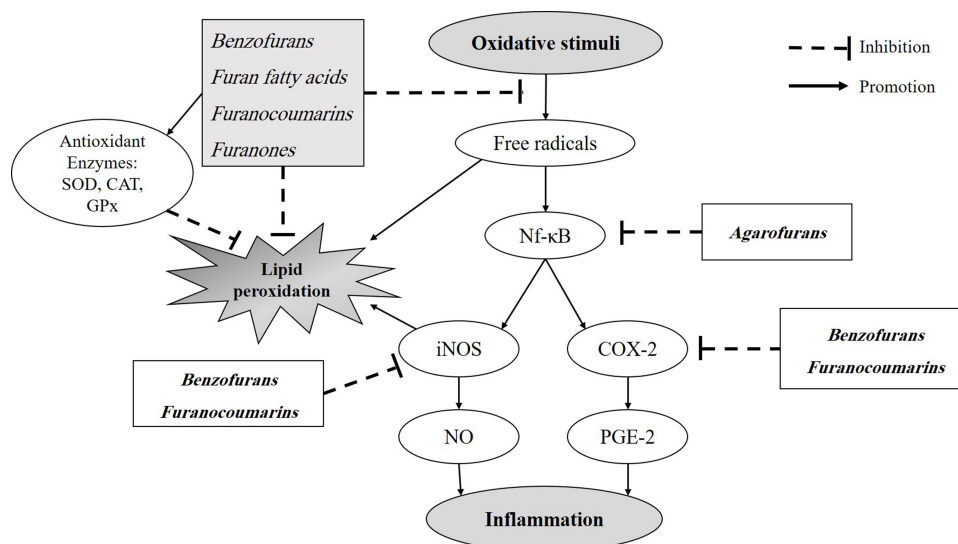 Benzofurans
Furan fatty acids
Furanocoumarins
Furanones
Oxidative stimuli
Inhibition
Promotion
Antioxidant
Enzymes:
SOD, CAT,
GPx
Free radicals
Nf-κB
Agarofurans
Lipid
peroxidation
iNOS
COX-2
Benzofurans
Furanocoumarins
Benzofurans
Furanocoumarins
NO
PGE-2
Inflammation